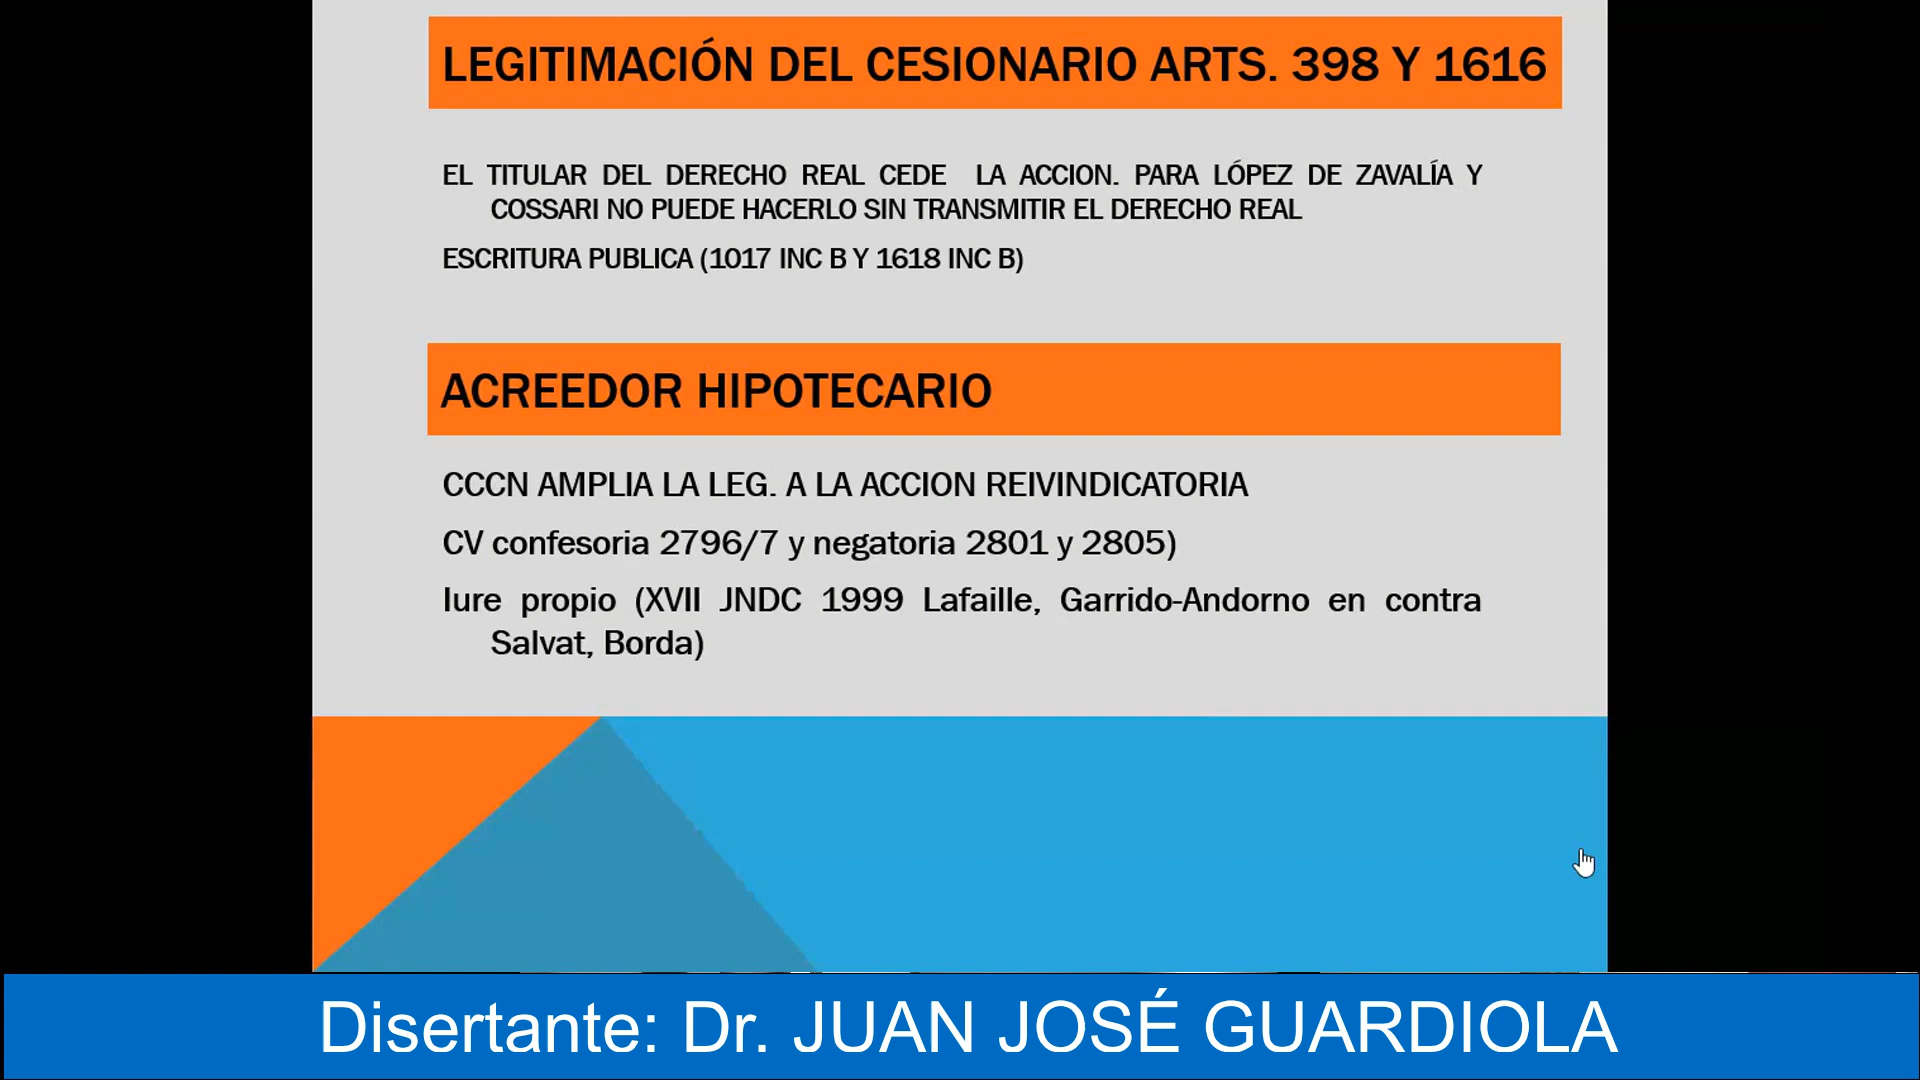 LEGITIMACIÓN DEL CESIONARIO ARTS. 398 Y 1616
EL TITULAR DEL DERECHO REAL CEDE LA ACCION. PARA LÓPEZ DE ZAVALÍA Y
COSSARI NO PUEDE HACERLO SIN TRANSMITIR EL DERECHO REAL
ESCRITURA PUBLICA (1017 INC B Y 1618 INC B)
ACREEDOR HIPOTECARIO
CCCN AMPLIA LA LEG. A LA ACCION REIVINDICATORIA
CV confesoria 2796/7 y negatoria 2801 y 2805)
Iure propio (XVII JNDC 1999 Lafaille, Garrido-Andorno en contra
Salvat, Borda)
Disertante: Dr. JUAN JOSÉ GUARDIOLA